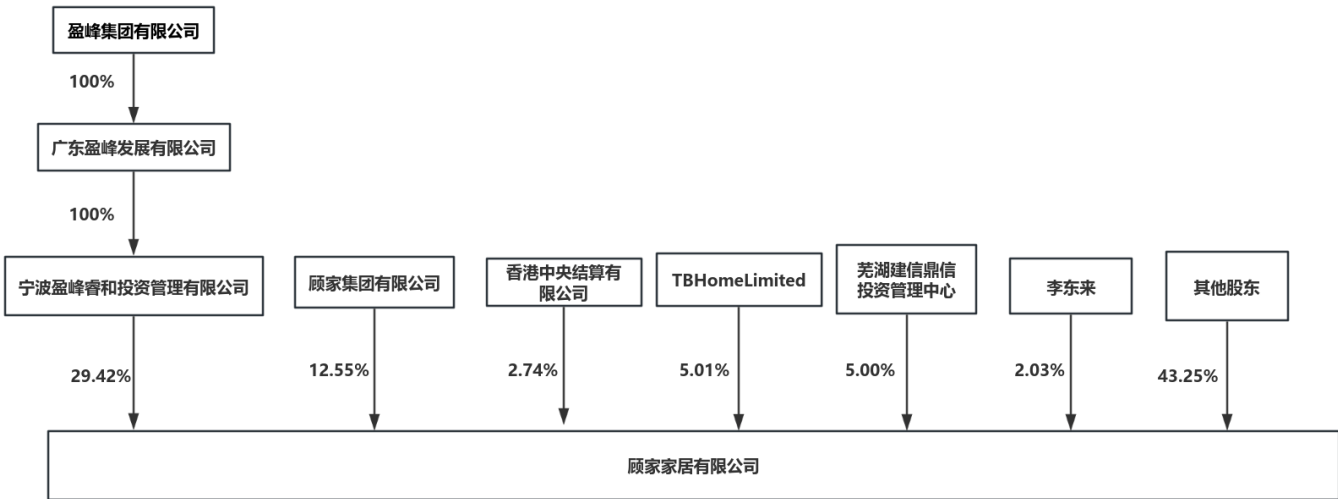 盈峰集团有限公司
100%
广东盈峰发展有限公司
100%
宁波盈峰睿和投资管理有限公司
顾家集团有限公司
香港中央结算有
限公司
TBHomeLimited
芜湖建信鼎信
投资管理中心
李东来
其他股东
29.42%
12.55%
2.74%
5.01%
5.00%
2.03%
43.25%
顾家家居有限公司